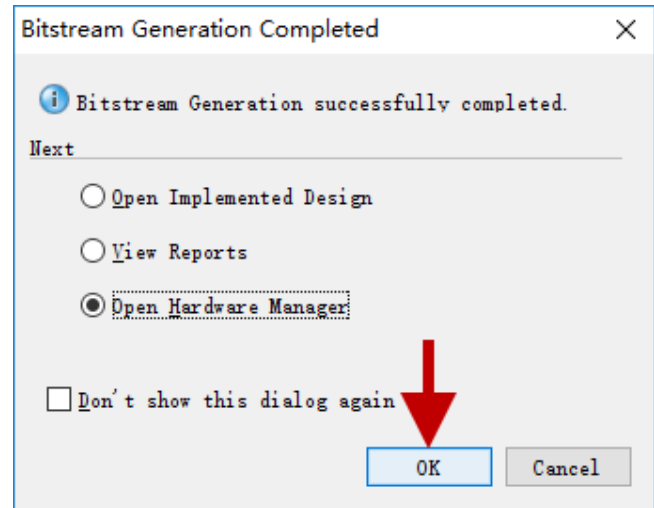 Bitstream Generation Completed
Bitstream Generation successfully completed.
Next
Open Implemented Design
View Reports
Open Hardware Manager
Don't show this dialog again
OK Cancel